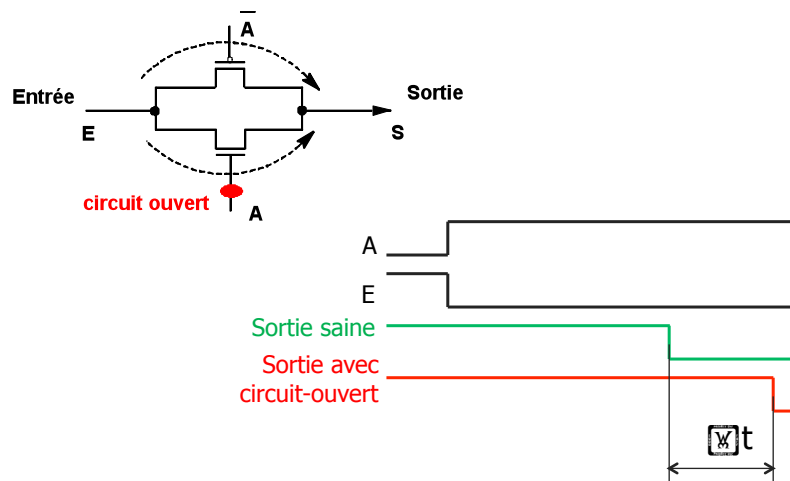 A̅
Entrée
Sortie
E
S
circuit ouvert
A
A
E
Sortie saine
Sortie avec
circuit-ouvert
t